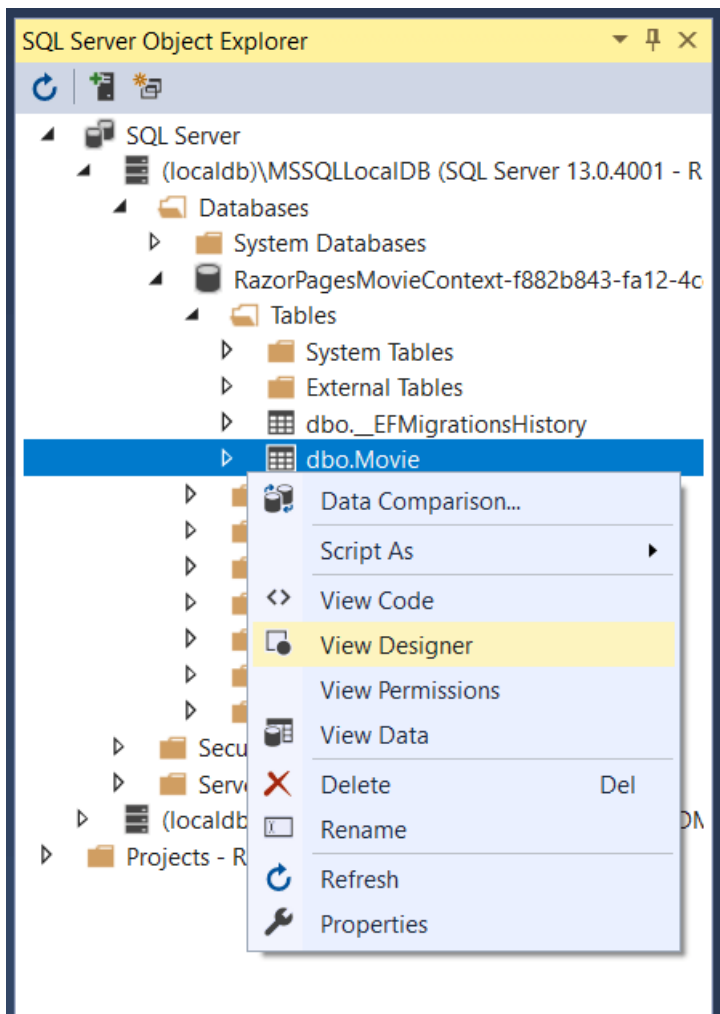 SQL Server Object Explorer
SQL Server
(localdb)\MSSQLLocalDB (SQL Server 13.0.4001 - R
Databases
System Databases
RazorPagesMovieContext-f882b843-fa12-4c
Tables
System Tables
External Tables
dbo.__EFMigrationsHistory
dbo.Movie
Data Comparison...
Script As
View Code
View Designer
View Permissions
View Data
Secu
Delete Del
Serv
(localdb
Rename
Projects - R
Refresh
Properties